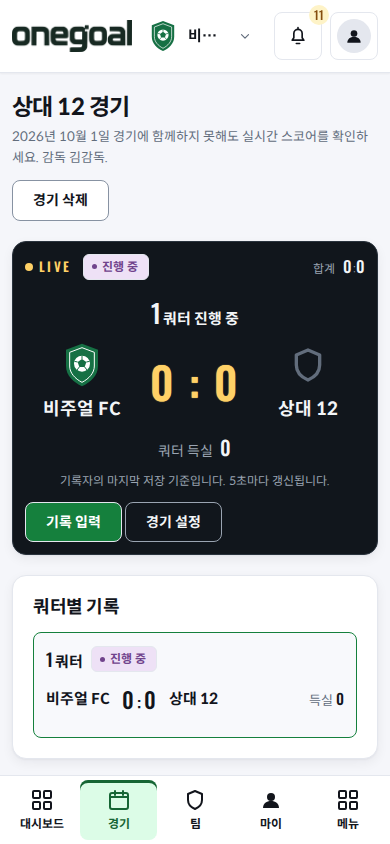 onegoal 비··· 11
상대 12 경기
2026년 10월 1일 경기에 함께하지 못해도 실시간 스코어를 확인하
세요. 감독 김감독.
경기 삭제
LIVE 진행 중 합계 0:0
1쿼터 진행 중
0 : 0
비주얼 FC 상대 12
쿼터 득실 0
기록자의 마지막 저장 기준입니다. 5초마다 갱신됩니다.
기록 입력 경기 설정
쿼터별 기록
1쿼터 진행 중
비주얼 FC 0:0 상대 12 득실 0
대시보드 경기 팀 마이 메뉴